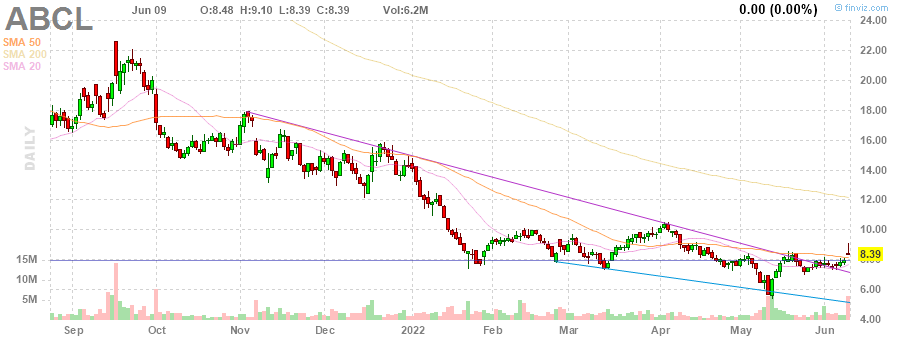 ABCL Jun 09 O:8.48 H:9.10 L:8.39 C:8.39 Vol:6.2M 0.00 (0.00%) © finviz.com
SMA 50
SMA 200
SMA 20
DAILY
24.00
22.00
20.00
18.00
16.00
14.00
12.00
10.00
8.39
8.00
6.00
4.00
15M
10M
5M
Sep Oct Nov Dec 2022 Feb Mar Apr May Jun